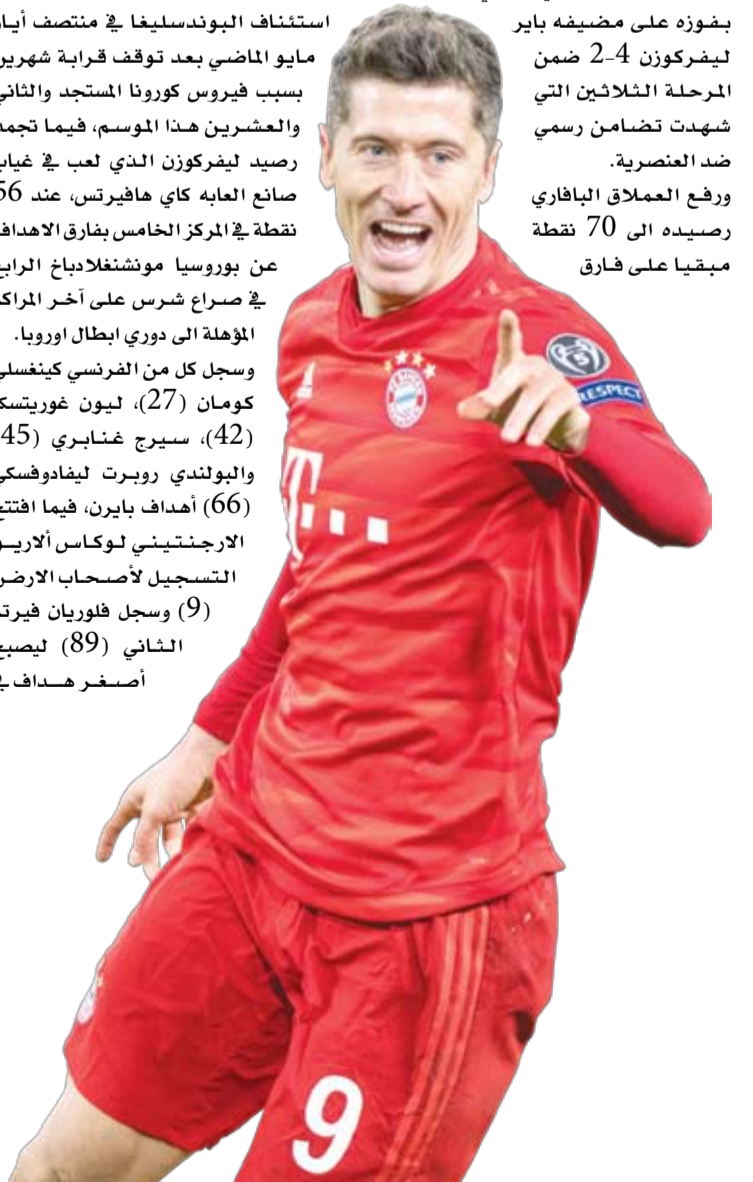 بفوزه على مضيفه باير
ليفركوزن 4-2 ضمن
المرحلة الثلاثين التي
شهدت تضامن رسمي
ضد العنصرية.
ورفع العملاق البافاري
رصيده الى 70 نقطة
مبقيا على فارق
استئناف البوندسليغا في منتصف أيار
مايو الماضي بعد توقف قرابة شهرين
بسبب فيروس كورونا المستجد والثاني
والعشرين هذا الموسم، فيما تجمد
رصيد ليفركوزن الذي لعب في غياب
صانع العابه كاي هافيرتس، عند 56
نقطة في المركز الخامس بفارق الاهداف
عن بوروسيا مونشنغلادباخ الرابع
في صراع شرس على آخر المراكز
المؤهلة الى دوري ابطال اوروبا.
وسجل كل من الفرنسي كينغسلي
كومان (27)، ليون غوريتسكا
(42)، سيرج غنابري (45)
والبولندي روبرت ليفادوفسكي
(66) أهداف بايرن، فيما افتتح
الارجنتيني لوكاس ألاريو
التسجيل لأصحاب الارض
(9) وسجل فلوريان فيرتز
الثاني (89) ليصبح
أصغر هداف في
5
RESPECT
T
9